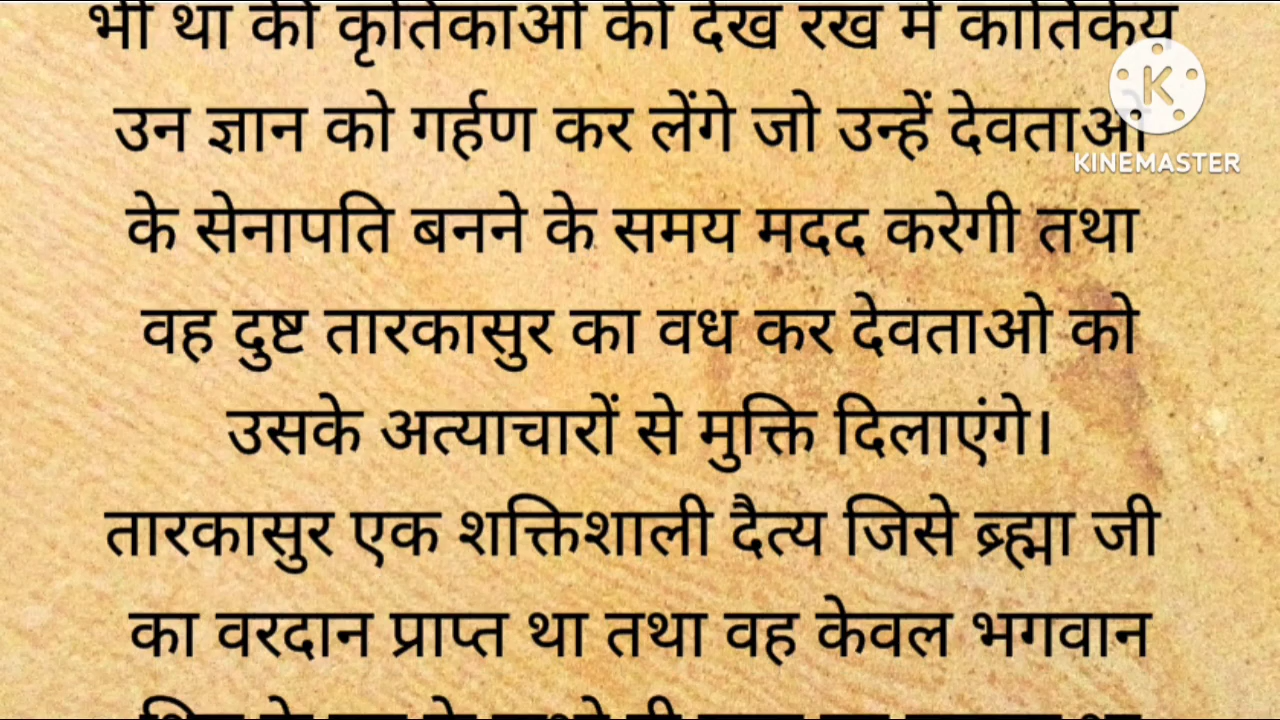 भी था की कृतिकाओं की देख रख में कार्तिकेय
उन ज्ञान को गर्हण कर लेंगे जो उन्हें देवताओ
के सेनापति बनने के समय मदद करेगी तथा
वह दुष्ट तारकासुर का वध कर देवताओ को
उसके अत्याचारों से मुक्ति दिलाएंगे।
तारकासुर एक शक्तिशाली दैत्य जिसे ब्रह्मा जी
का वरदान प्राप्त था तथा वह केवल भगवान
KINEMASTER